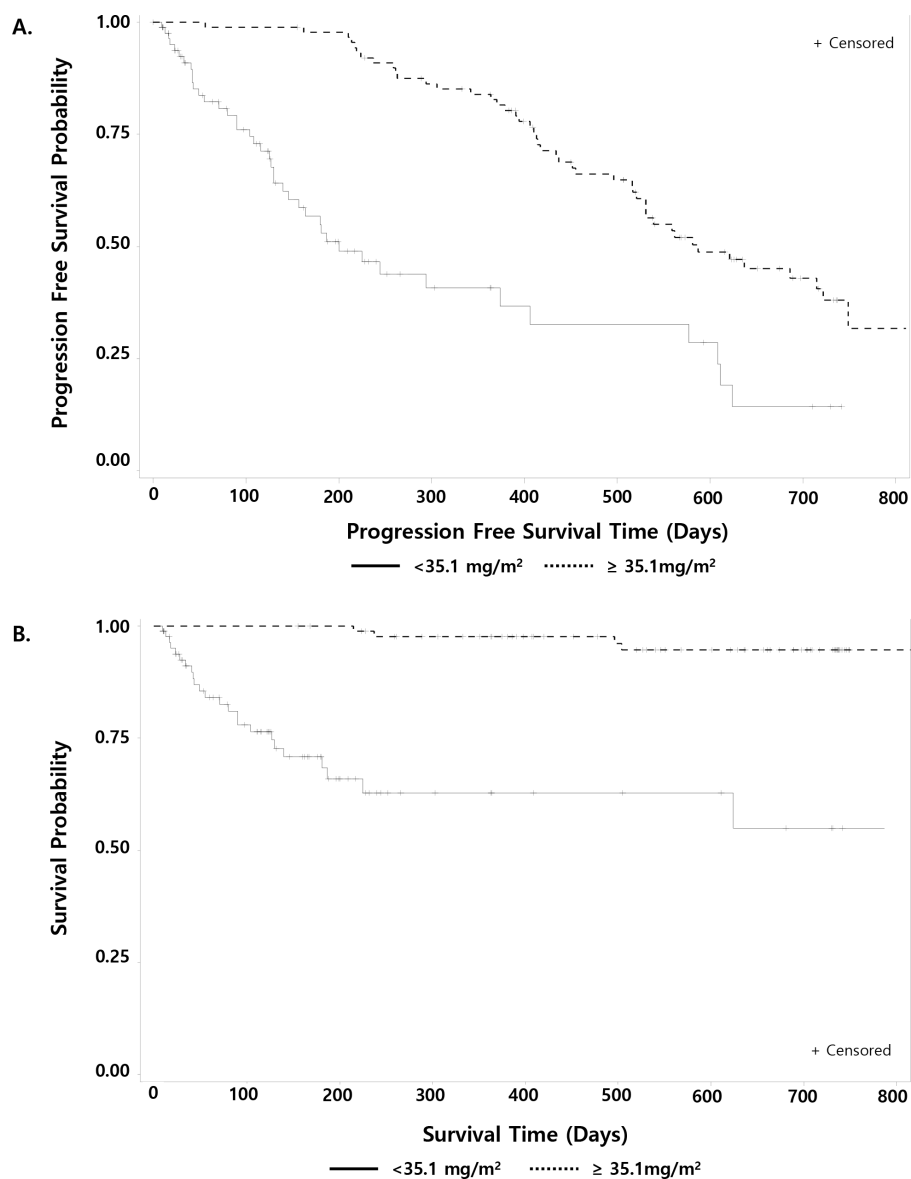 A.
+ Censored
Progression Free Survival Probability
1.00
0.75
0.50
0.25
0.00
0 100 200 300 400 500 600 700 800
Progression Free Survival Time (Days)
<35.1 mg/m² ≥ 35.1mg/m²
B.
Survival Probability
1.00
0.75
0.50
0.25
0.00
+ Censored
0 100 200 300 400 500 600 700 800
Survival Time (Days)
<35.1 mg/m² ≥ 35.1mg/m²